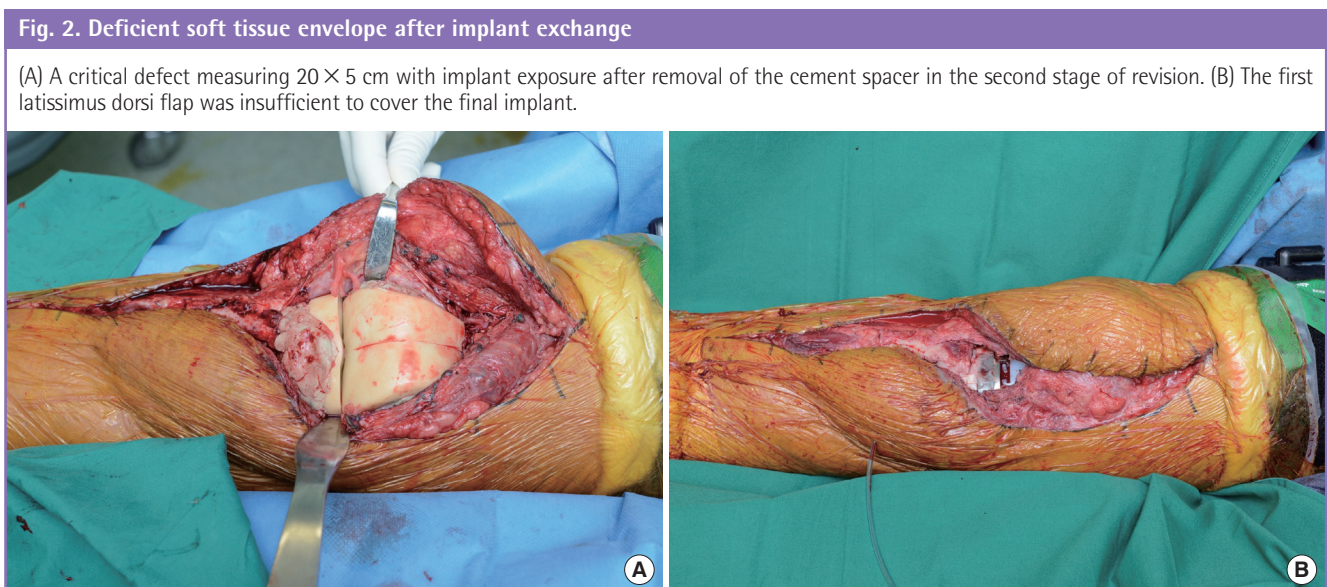 Fig. 2. Deficient soft tissue envelope after implant exchange
(A) A critical defect measuring 20 × 5 cm with implant exposure after removal of the cement spacer in the second stage of revision. (B) The first
latissimus dorsi flap was insufficient to cover the final implant.
A
B